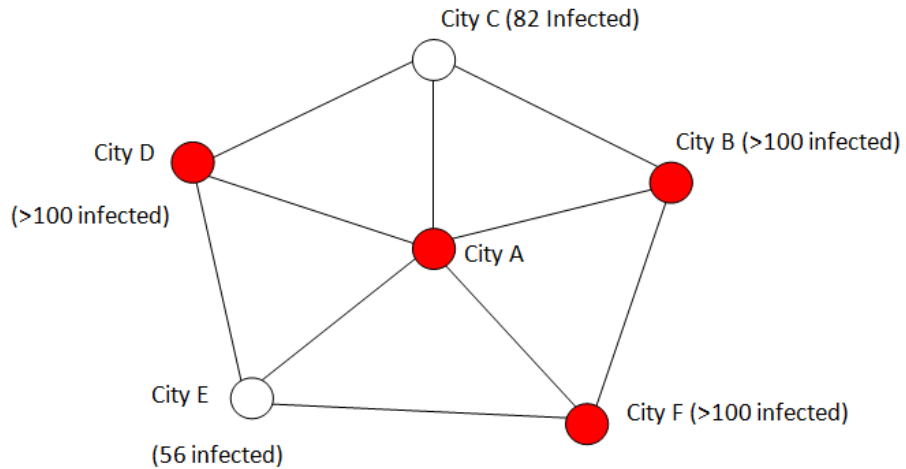 City C (82 Infected)
City D
City B (>100 infected)
(>100 infected)
City A
City E
City F (>100 infected)
(56 infected)